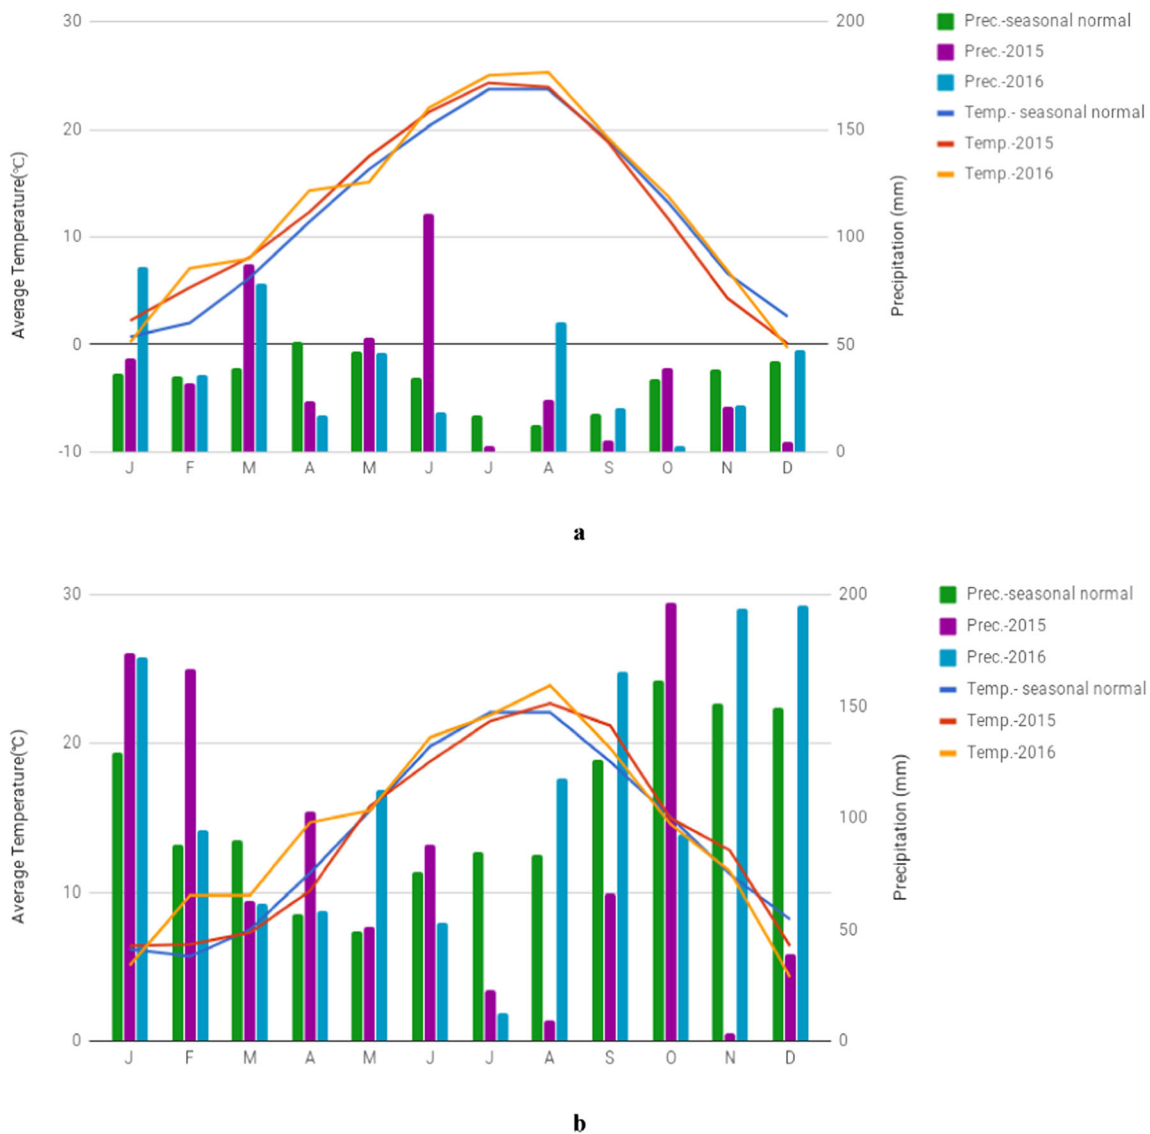 30
20
10
0
-10
200
150
100
50
0
Average Temperature(℃)
Precipitation (mm)
J F M A M J J A S O N D
Prec.-seasonal normal
Prec.-2015
Prec.-2016
Temp.- seasonal normal
Temp.-2015
Temp.-2016
a
30
20
10
0
200
150
100
50
0
Average Temperature(℃)
Precipitation (mm)
J F M A M J J A S O N D
Prec.-seasonal normal
Prec.-2015
Prec.-2016
Temp.- seasonal normal
Temp.-2015
Temp.-2016
b